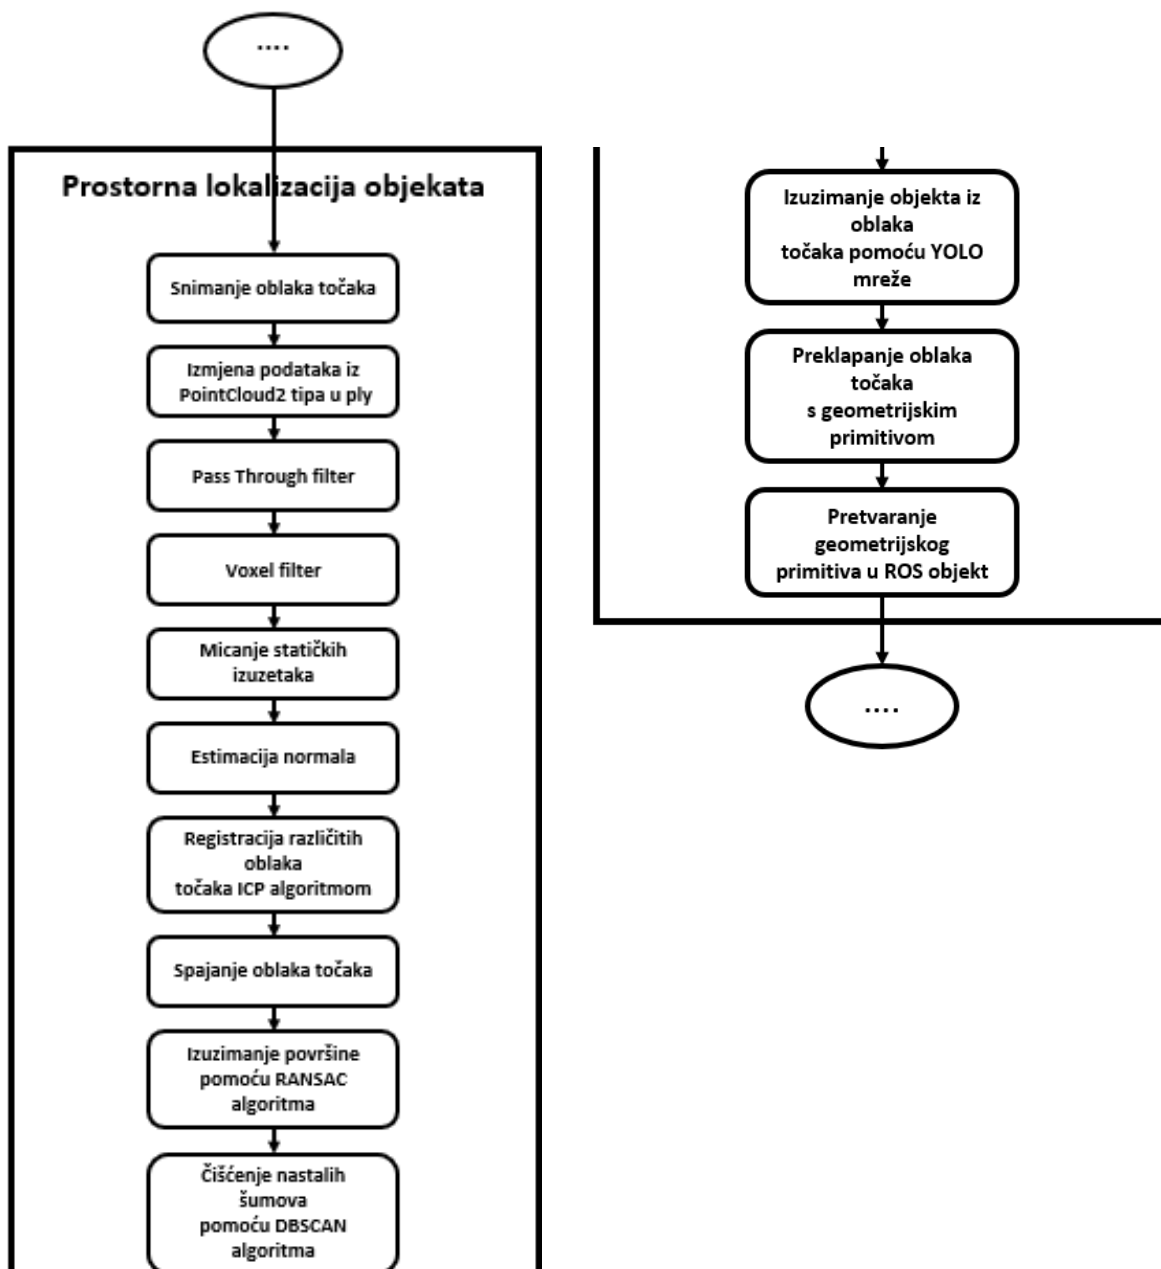 ....
Prostorna lokalizacija objekata
Snimanje oblaka točaka
Izmjena podataka iz
PointCloud2 tipa u ply
Pass Through filter
Voxel filter
Micanje statičkih
izuzetaka
Estimacija normala
Registracija različitih
oblaka
točaka ICP algoritmom
Spajanje oblaka točaka
Izuzimanje površine
pomoću RANSAC
algoritma
Čišćenje nastalih
šumova
pomoću DBSCAN
algoritma
Izuzimanje objekta iz
oblaka
točaka pomoću YOLO
mreže
Preklapanje oblaka
točaka
s geometrijskim
primitivom
Pretvaranje
geometrijskog
primitiva u ROS objekt
....